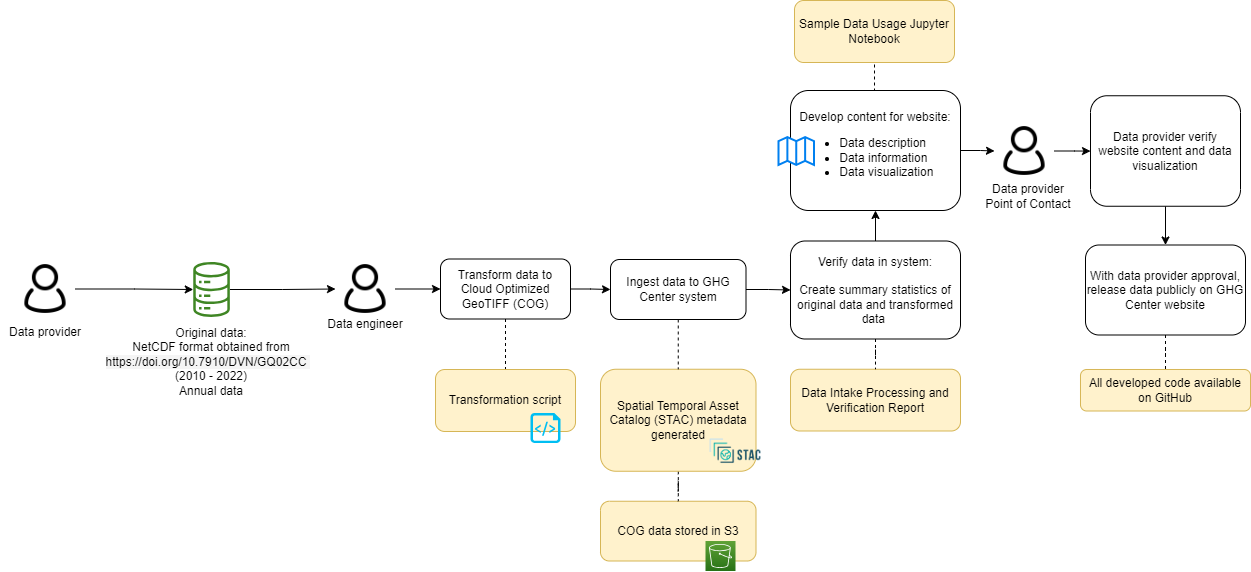 Sample Data Usage Jupyter
Notebook
Develop content for website:
Data description
Data information
Data visualization
Data provider
Point of Contact
Data provider verify
website content and data
visualization
Data provider
Original data:
NetCDF format obtained from
https://doi.org/10.7910/DVN/GQ02CC
(2010 - 2022)
Annual data
Data engineer
Transform data to
Cloud Optimized
GeoTIFF (COG)
Ingest data to GHG
Center system
Verify data in system:
Create summary statistics of
original data and transformed
data
With data provider approval,
release data publicly on GHG
Center website
Transformation script
</>
Spatial Temporal Asset
Catalog (STAC) metadata
generated
STAC
Data Intake Processing and
Verification Report
All developed code available
on GitHub
COG data stored in S3